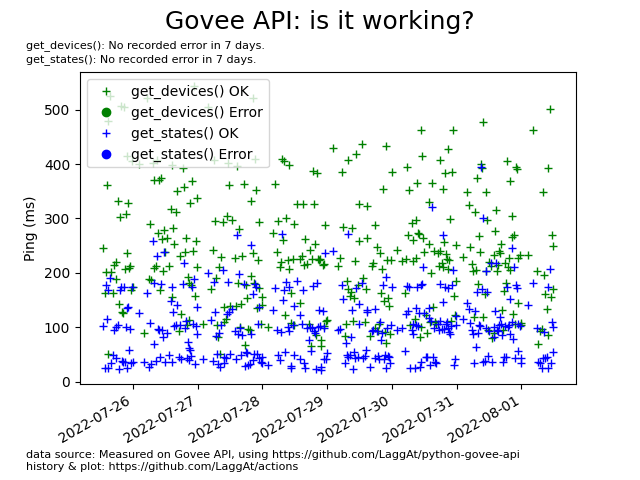 Govee API: is it working?
get_devices(): No recorded error in 7 days.
get_states(): No recorded error in 7 days.
get_devices() OK
get_devices() Error
get_states() OK
get_states() Error
Ping (ms)
500
400
300
200
100
0
2022-07-26
2022-07-27
2022-07-28
2022-07-29
2022-07-30
2022-07-31
2022-08-01
data source: Measured on Govee API, using https://github.com/LaggAt/python-govee-api
history & plot: https://github.com/LaggAt/actions